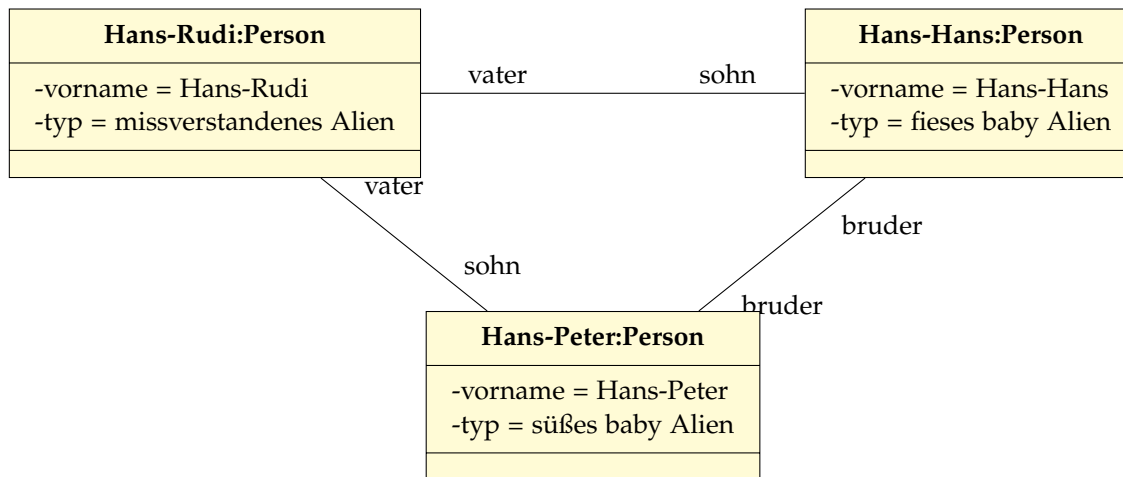 Hans-Rudi:Person
-vorname = Hans-Rudi
-typ = missverstandenes Alien
vater
sohn
Hans-Hans:Person
-vorname = Hans-Hans
-typ = fieses baby Alien
vater
sohn
bruder
bruder
Hans-Peter:Person
-vorname = Hans-Peter
-typ = süßes baby Alien